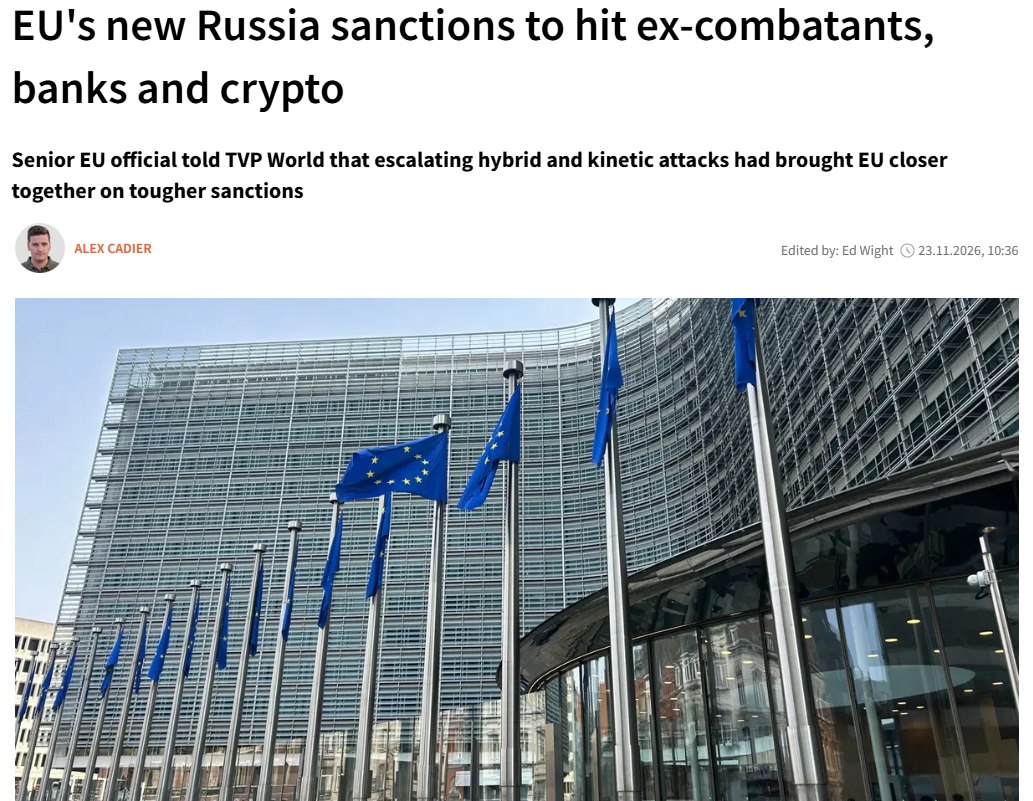 EU's new Russia sanctions to hit ex-combatants,
banks and crypto
Senior EU official told TVP World that escalating hybrid and kinetic attacks had brought EU closer
together on tougher sanctions
ALEX CADIER
Edited by: Ed Wight 23.11.2026, 10:36